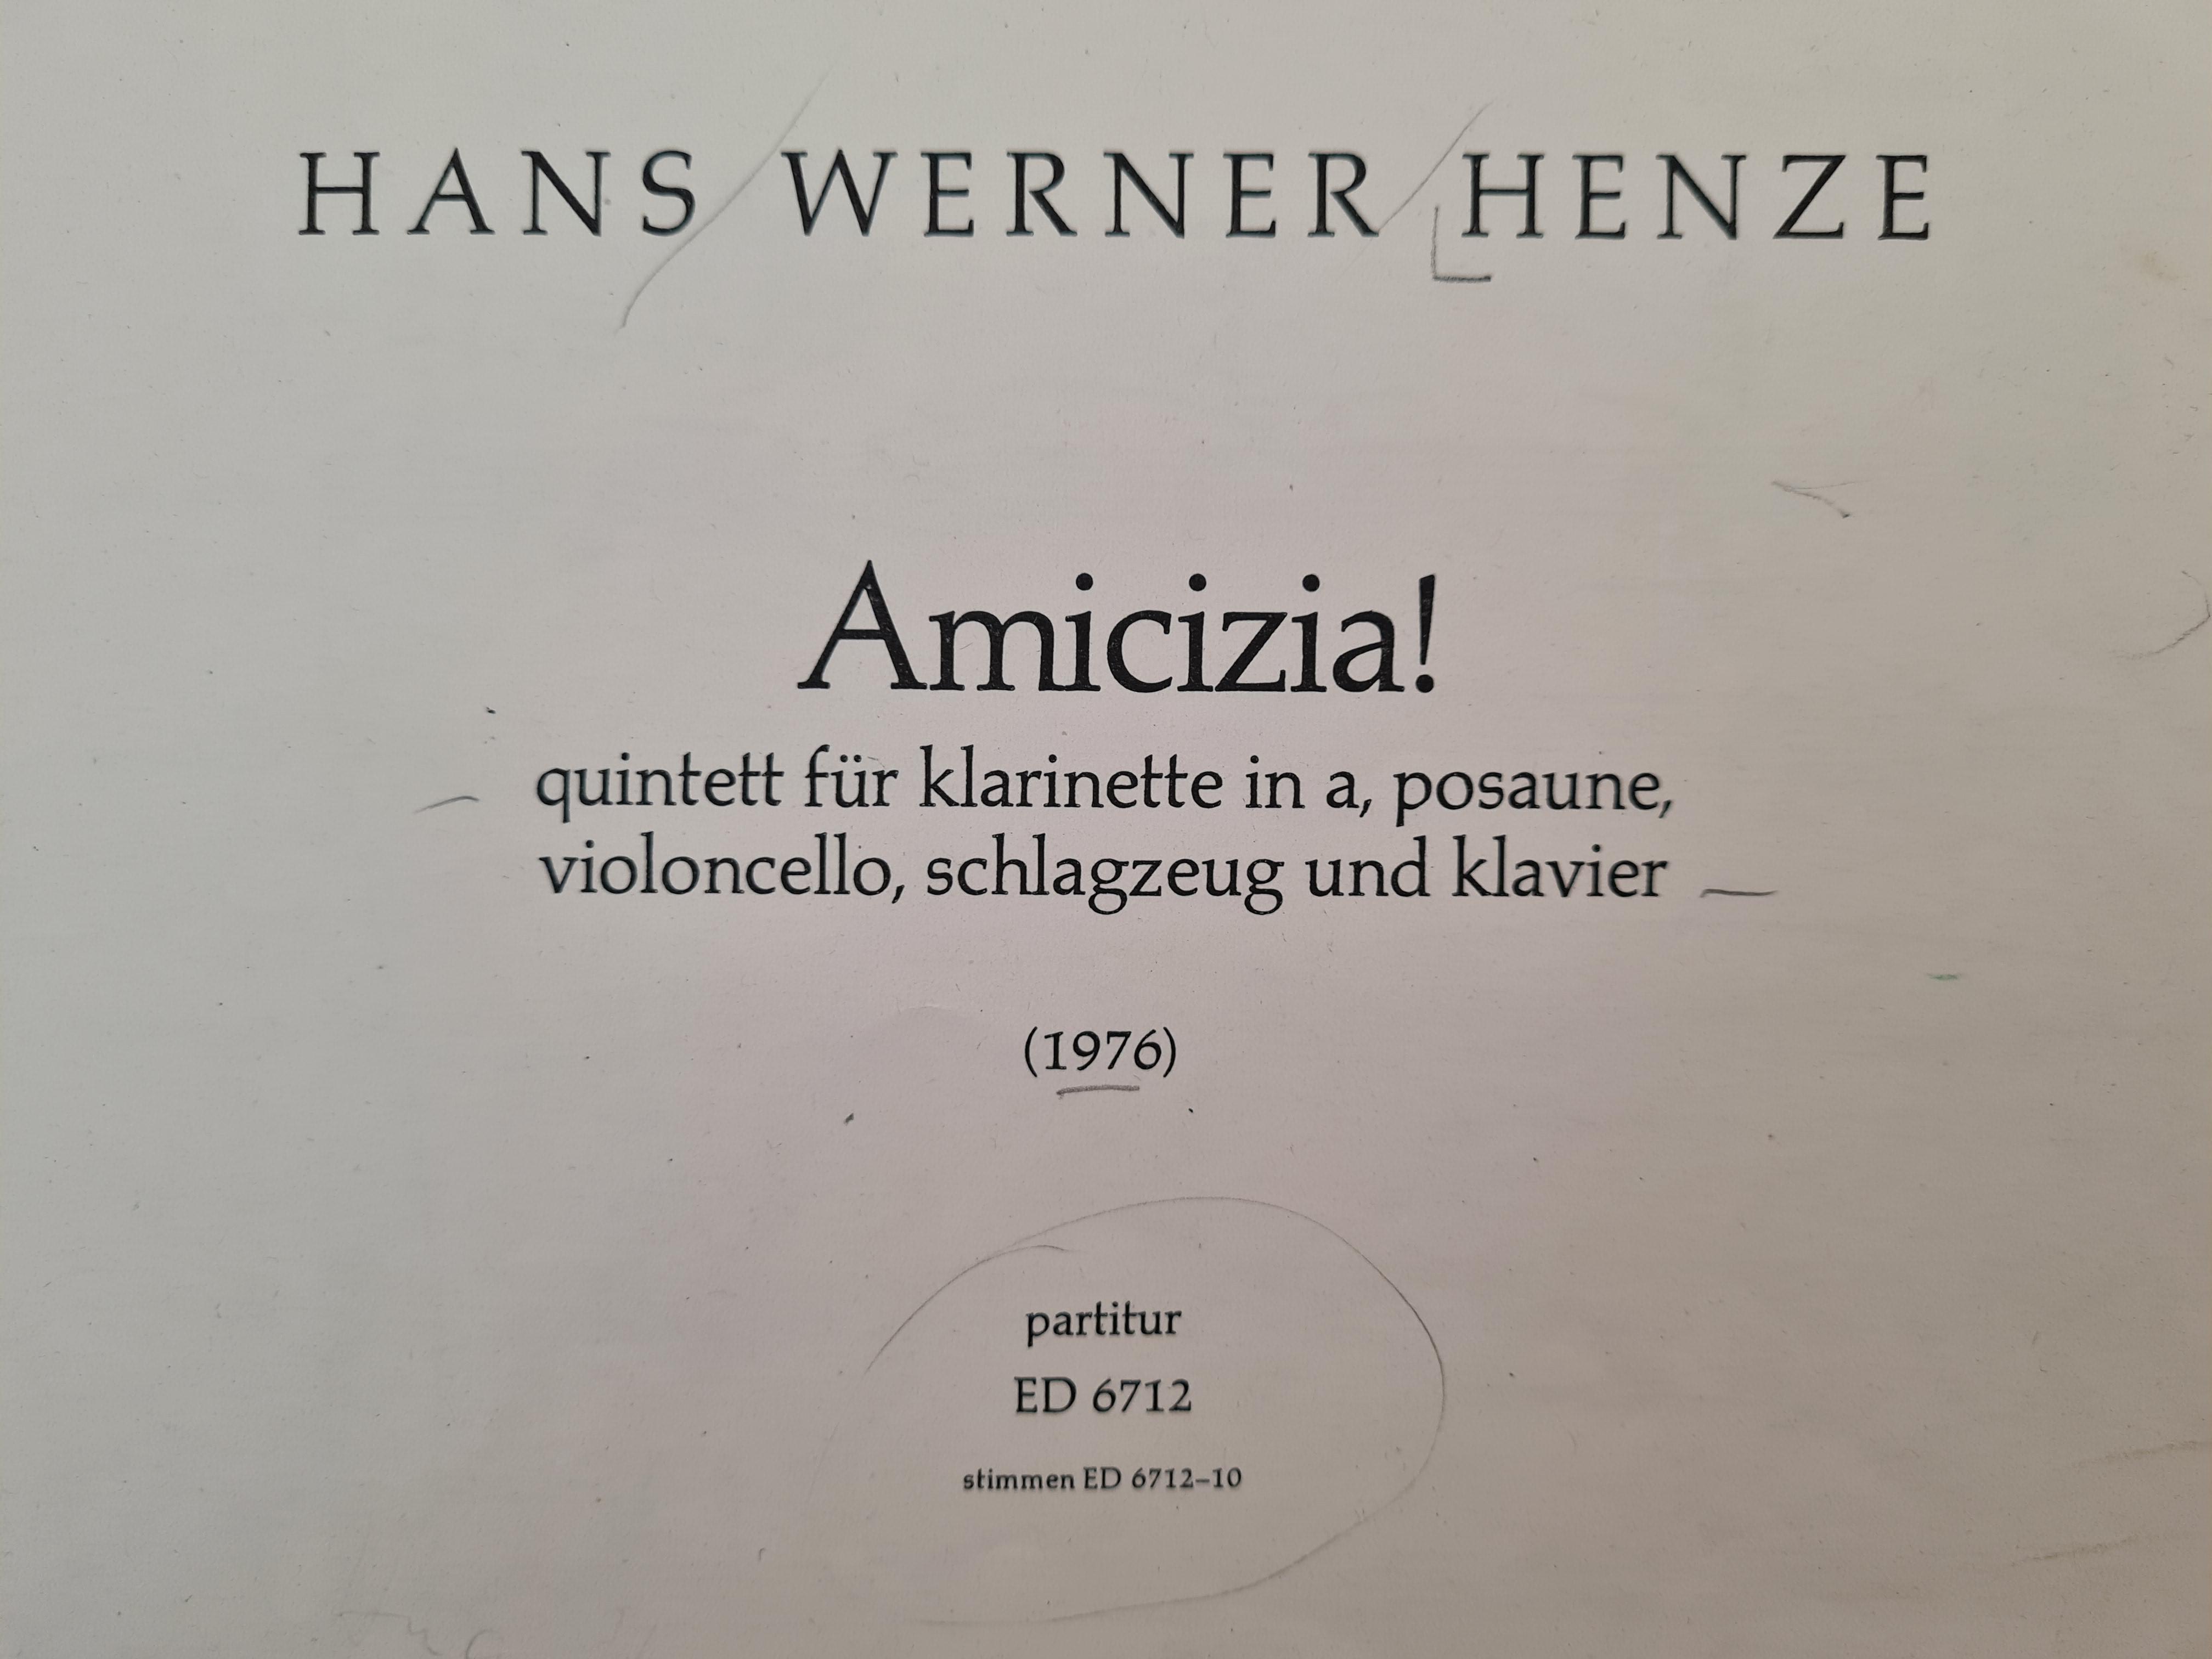 HANS WERNER HENZE
Amicizia!
quintett für klarinette in a, posaune,
violoncello, schlagzeug und klavier
(1976)
partitur
ED 6712
stimmen ED 6712–10